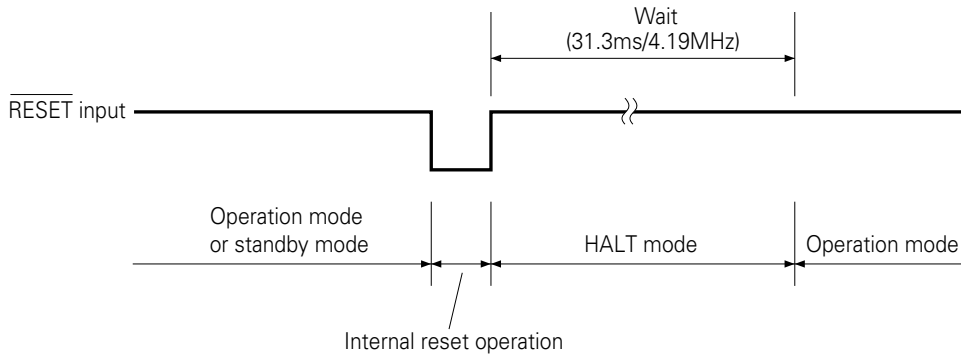 Wait
(31.3ms/4.19MHz)
RESET input
Operation mode
or standby mode
HALT mode
Operation mode
Internal reset operation